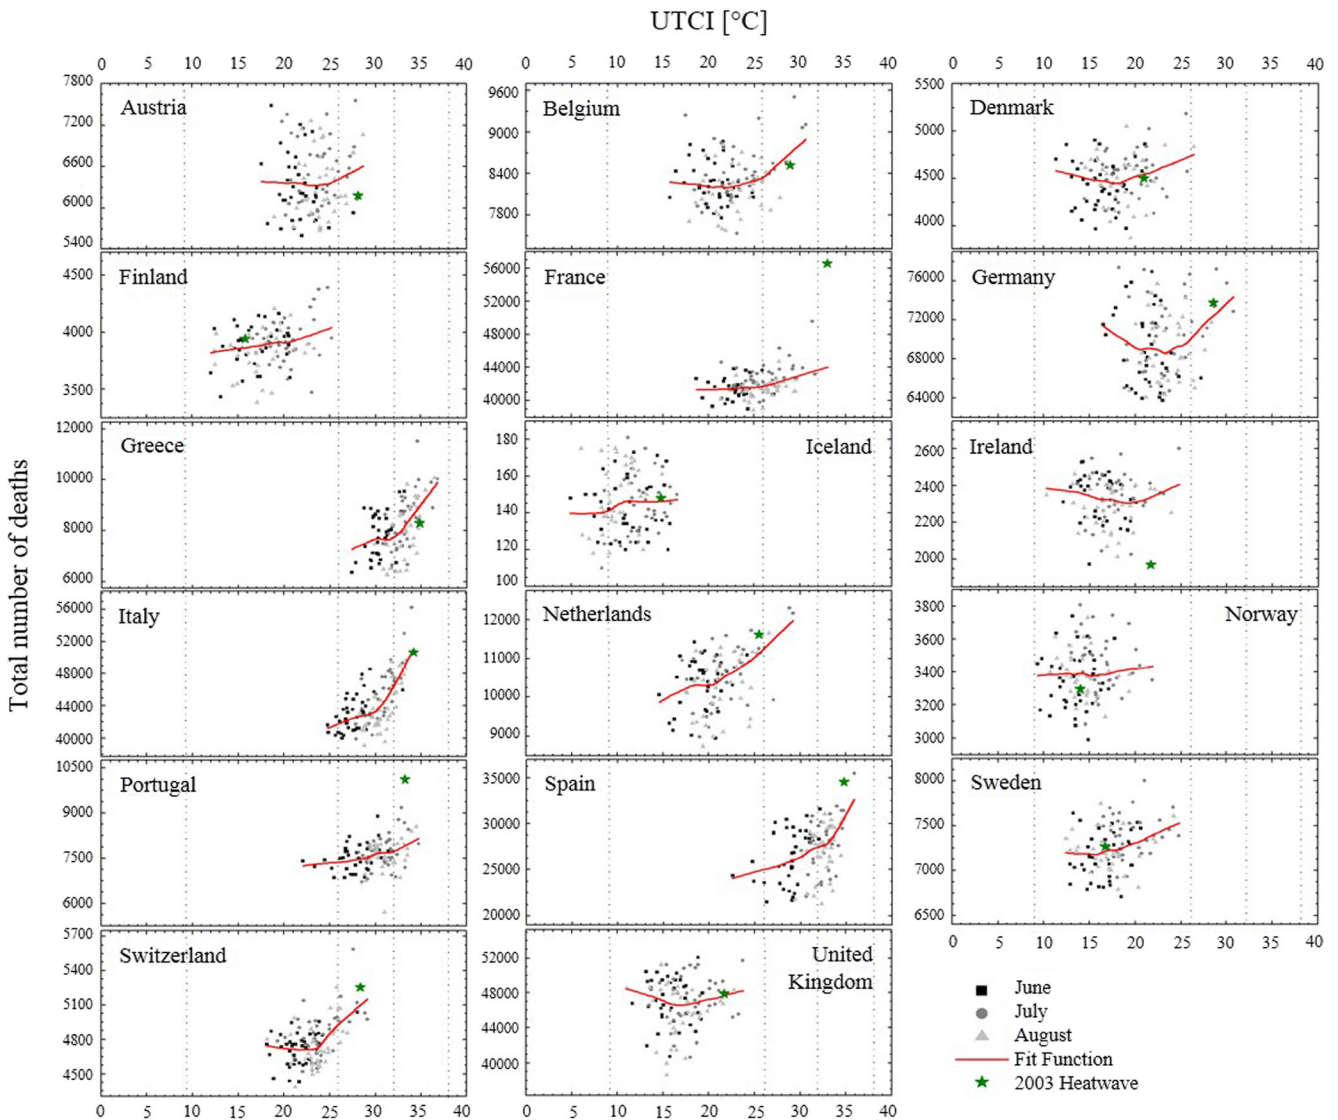 UTCI [°C]
0 5 10 15 20 25 30 35 40 0 5 10 15 20 25 30 35 40 0 5 10 15 20 25 30 35 40
Total number of deaths
Austria
7800
7200
6600
6000
5400
Belgium
9600
9000
8400
7800
Denmark
5500
5000
4500
4000
Finland
4500
4000
3500
France
56000
52000
48000
44000
40000
Germany
76000
72000
68000
64000
Greece
12000
10000
8000
6000
Iceland
180
160
140
120
100
Ireland
2600
2400
2200
2000
Italy
56000
52000
48000
44000
40000
Netherlands
12000
11000
10000
9000
Norway
3800
3600
3400
3200
3000
Portugal
10500
9000
7500
6000
Spain
35000
30000
25000
20000
Sweden
8000
7500
7000
6500
0 5 10 15 20 25 30 35 40
Switzerland
5700
5400
5100
4800
4500
0 5 10 15 20 25 30 35 40
United
Kingdom
52000
48000
44000
40000
0 5 10 15 20 25 30 35 40
June
July
August
Fit Function
2003 Heatwave